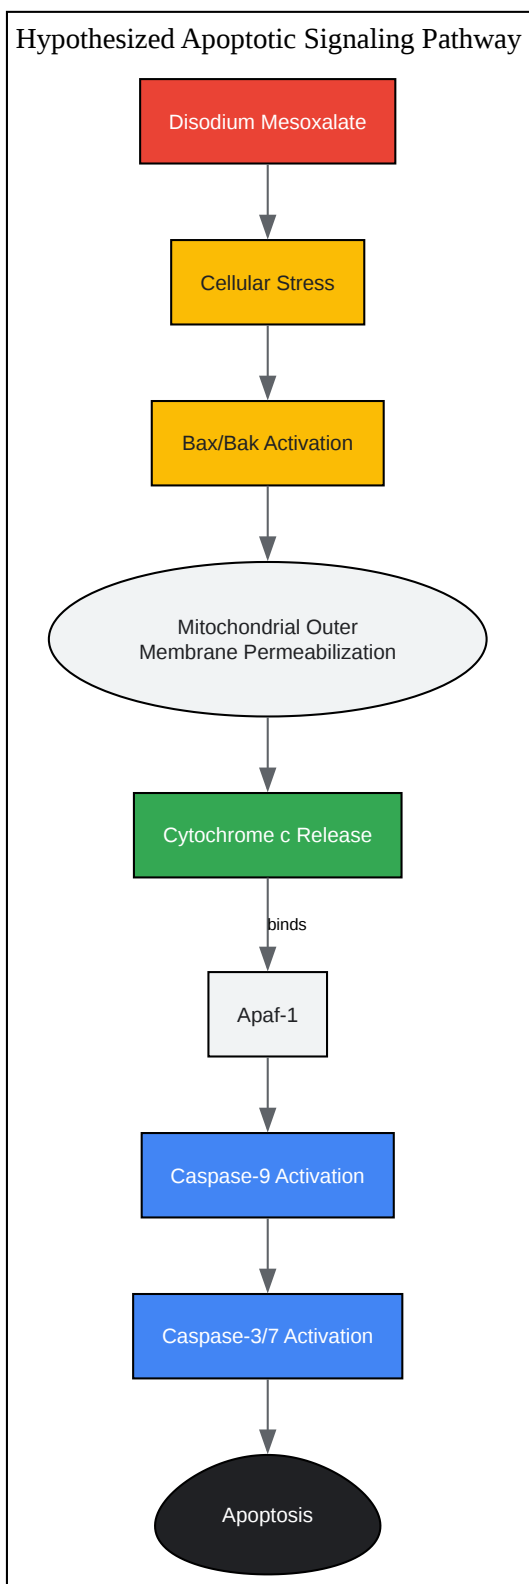 Hypothesized Apoptotic Signaling Pathway
Disodium Mesoxalate
Cellular Stress
Bax/Bak Activation
Mitochondrial Outer
Membrane Permeabilization
Cytochrome c Release
binds
Apaf-1
Caspase-9 Activation
Caspase-3/7 Activation
Apoptosis